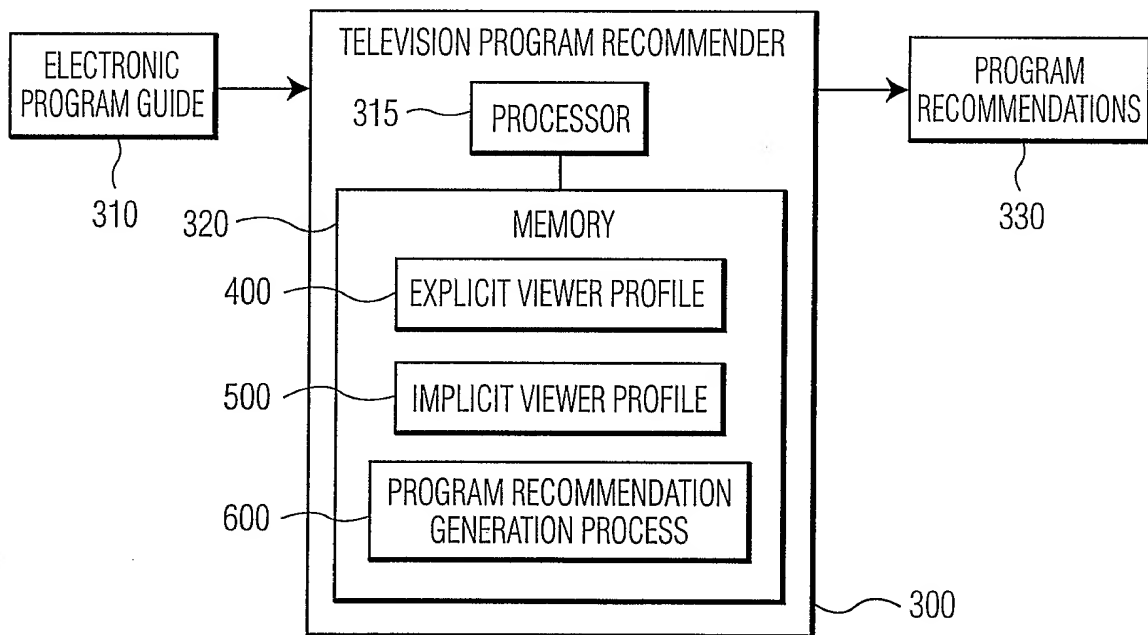 TELEVISION PROGRAM RECOMMENDER
ELECTRONIC
PROGRAM GUIDE
310
315
PROCESSOR
PROGRAM
RECOMMENDATIONS
330
320
MEMORY
400
EXPLICIT VIEWER PROFILE
500
IMPLICIT VIEWER PROFILE
600
PROGRAM RECOMMENDATION
GENERATION PROCESS
300